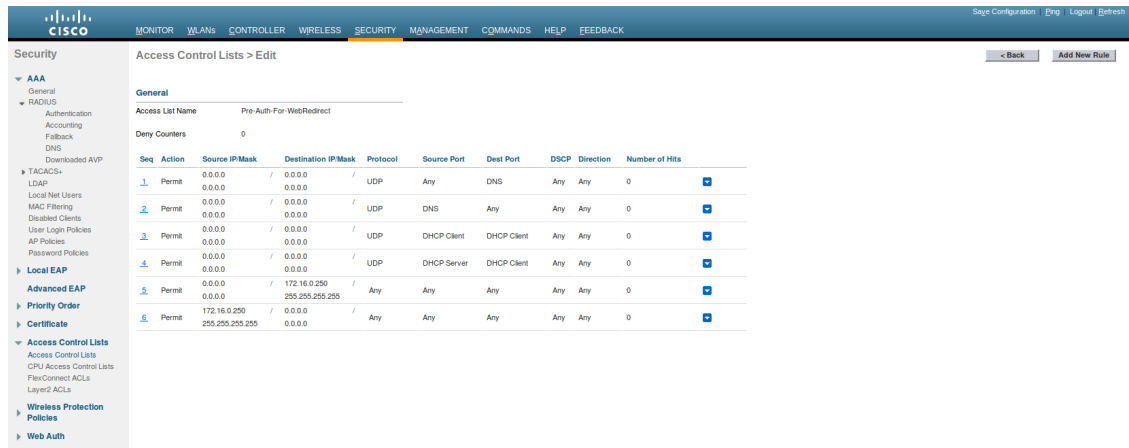 Save Configuration | Ping | Logout | Refresh
CISCO
MONITOR WLANs CONTROLLER WIRELESS SECURITY MANAGEMENT COMMANDS HELP FEEDBACK
Security
AAA
General
RADIUS
Authentication
Accounting
Fallback
DNS
Downloaded AVP
TACACS+
LDAP
Local Net Users
MAC Filtering
Disabled Clients
User Login Policies
AP Policies
Password Policies
Local EAP
Advanced EAP
Priority Order
Certificate
Access Control Lists
Access Control Lists
CPU Access Control Lists
FlexConnect ACLs
Layer2 ACLs
Wireless Protection
Policies
Web Auth
Access Control Lists > Edit
< Back Add New Rule
General
Access List Name Pre-Auth-For-WebRedirect
Deny Counters 0
Seq Action Source IP/Mask Destination IP/Mask Protocol Source Port Dest Port DSCP Direction Number of Hits
0.0.0.0 / 0.0.0.0 /
1 Permit UDP Any DNS Any Any 0
0.0.0.0 0.0.0.0
0.0.0.0 / 0.0.0.0 /
2 Permit UDP DNS Any Any Any 0
0.0.0.0 0.0.0.0
0.0.0.0 / 0.0.0.0 /
3 Permit UDP DHCP Client DHCP Client Any Any 0
0.0.0.0 0.0.0.0
0.0.0.0 / 0.0.0.0 /
4 Permit UDP DHCP Server DHCP Client Any Any 0
0.0.0.0 0.0.0.0
0.0.0.0 / 172.16.0.250 /
5 Permit Any Any Any Any Any 0
0.0.0.0 255.255.255.255
172.16.0.250 / 0.0.0.0 /
6 Permit Any Any Any Any Any 0
255.255.255.255 0.0.0.0